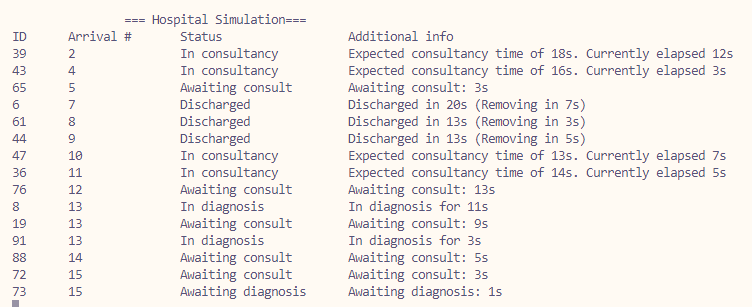 === Hospital Simulation===
ID Arrival # Status Additional info
39 2 In consultancy Expected consultancy time of 18s. Currently elapsed 12s
43 4 In consultancy Expected consultancy time of 16s. Currently elapsed 3s
65 5 Awaiting consult Awaiting consult: 3s
6 7 Discharged Discharged in 20s (Removing in 7s)
61 8 Discharged Discharged in 13s (Removing in 3s)
44 9 Discharged Discharged in 13s (Removing in 5s)
47 10 In consultancy Expected consultancy time of 13s. Currently elapsed 7s
36 11 In consultancy Expected consultancy time of 14s. Currently elapsed 5s
76 12 Awaiting consult Awaiting consult: 13s
8 13 In diagnosis In diagnosis for 11s
19 13 Awaiting consult Awaiting consult: 9s
91 13 In diagnosis In diagnosis for 3s
88 14 Awaiting consult Awaiting consult: 5s
72 15 Awaiting consult Awaiting consult: 3s
73 15 Awaiting diagnosis Awaiting diagnosis: 1s